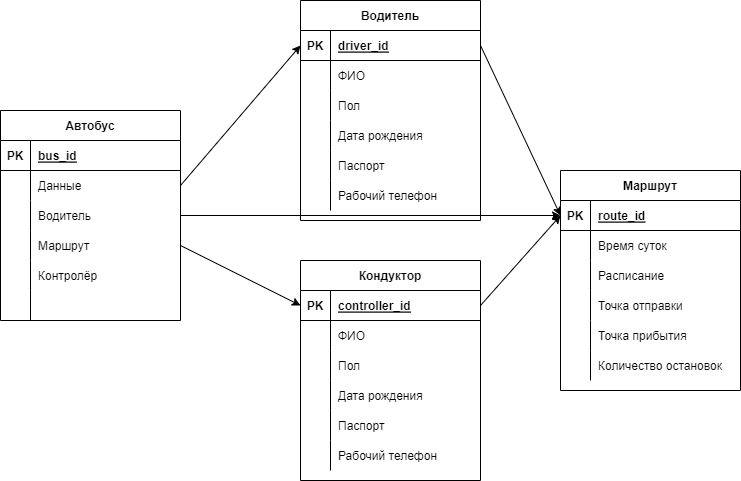 Водитель
PK driver_id
ФИО
Пол
Дата рождения
Паспорт
Рабочий телефон
Автобус
PK bus_id
Данные
Водитель
Маршрут
Контролёр
Кондуктор
PK controller_id
ФИО
Пол
Дата рождения
Паспорт
Рабочий телефон
Маршрут
PK route_id
Время суток
Расписание
Точка отправки
Точка прибытия
Количество остановок